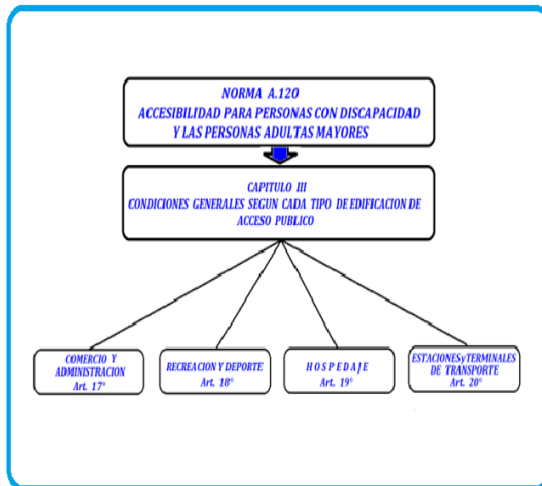 NORMA A.120
ACCESIBILIDAD PARA PERSONAS CON DISCAPACIDAD
Y LAS PERSONAS ADULTAS MAYORES
CAPITULO III
CONDICIONES GENERALES SEGUN CADA TIPO DE EDIFICACION DE
ACCESO PUBLICO
COMERCIO Y
ADMINISTRACION
Art. 17°
RECREACION Y DEPORTE
Art. 18°
HOSPEDAJE
Art. 19°
ESTACIONES y TERMINALES
DE TRANSPORTE
Art. 20°